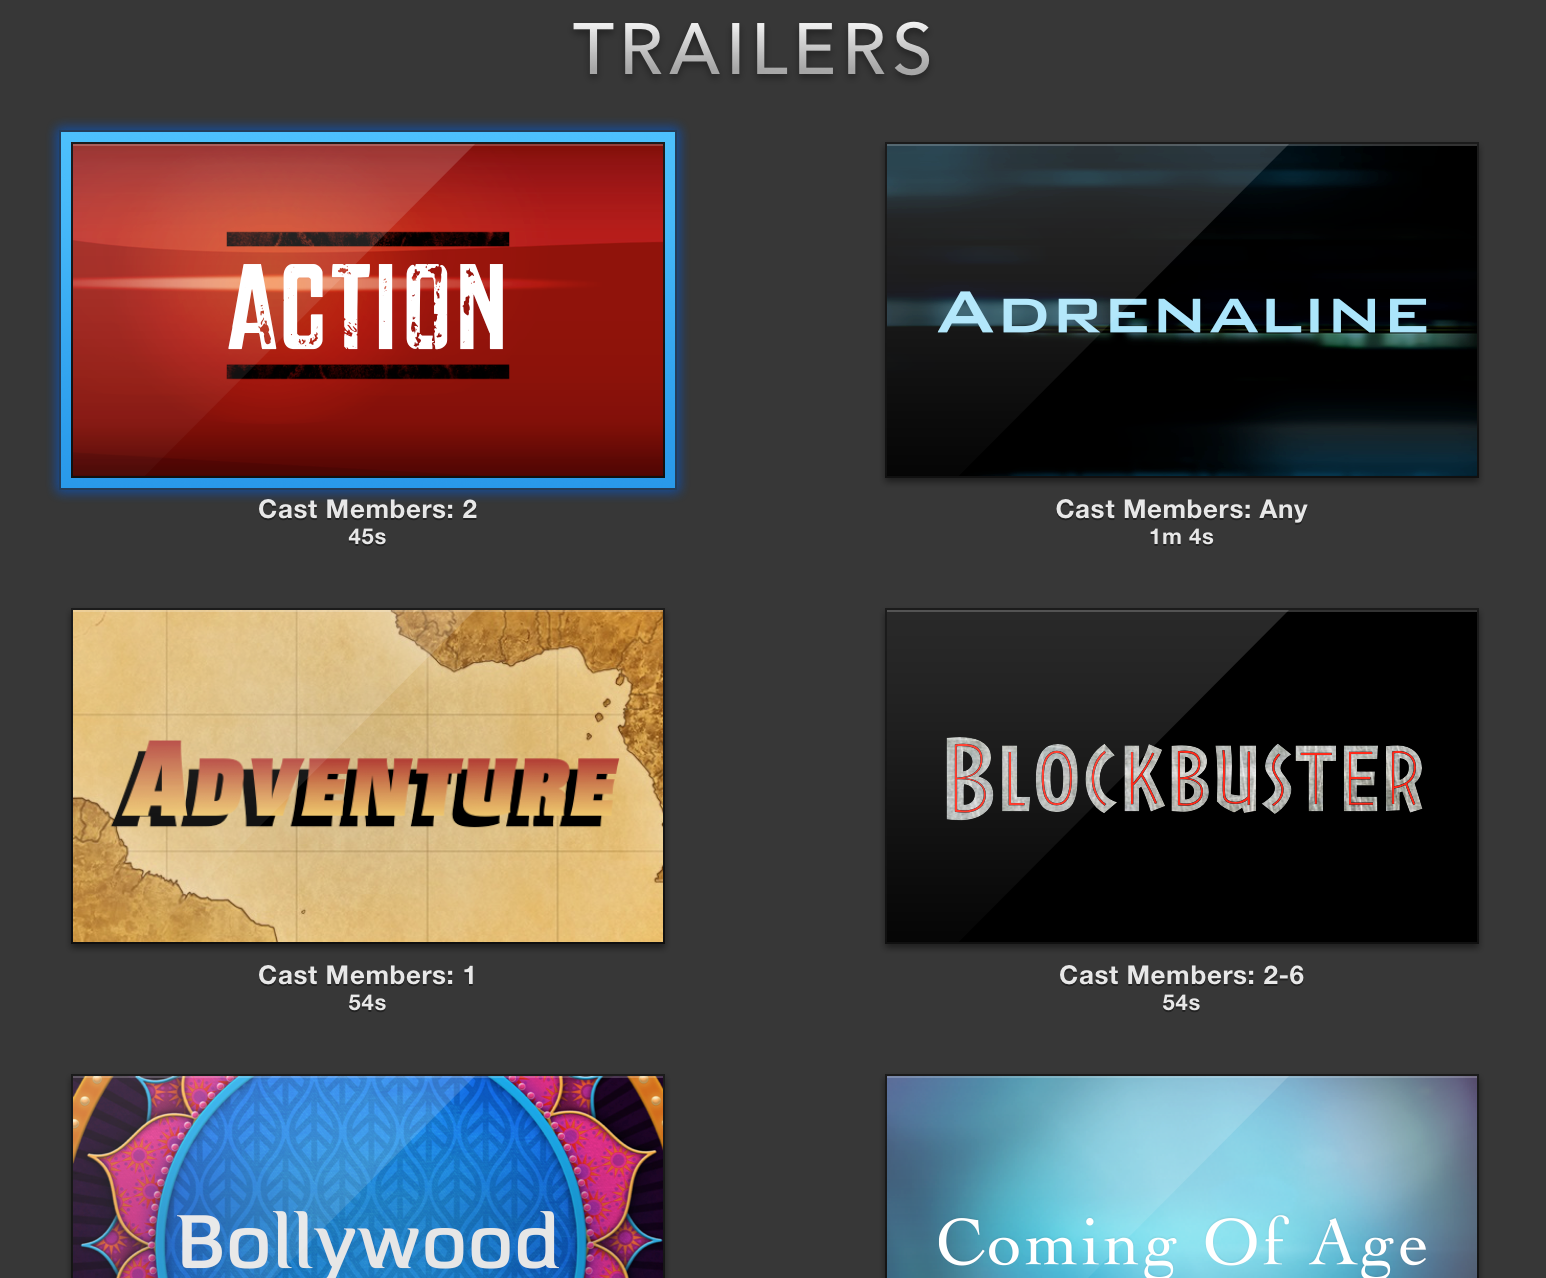 TRAILERS
ACTION
ADRENALINE
Cast Members: 2
45s
Cast Members: Any
1m 4s
ADVENTURE
BLOCKBUSTER
Cast Members: 1
54s
Cast Members: 2-6
54s
Bollywood
Coming Of Age